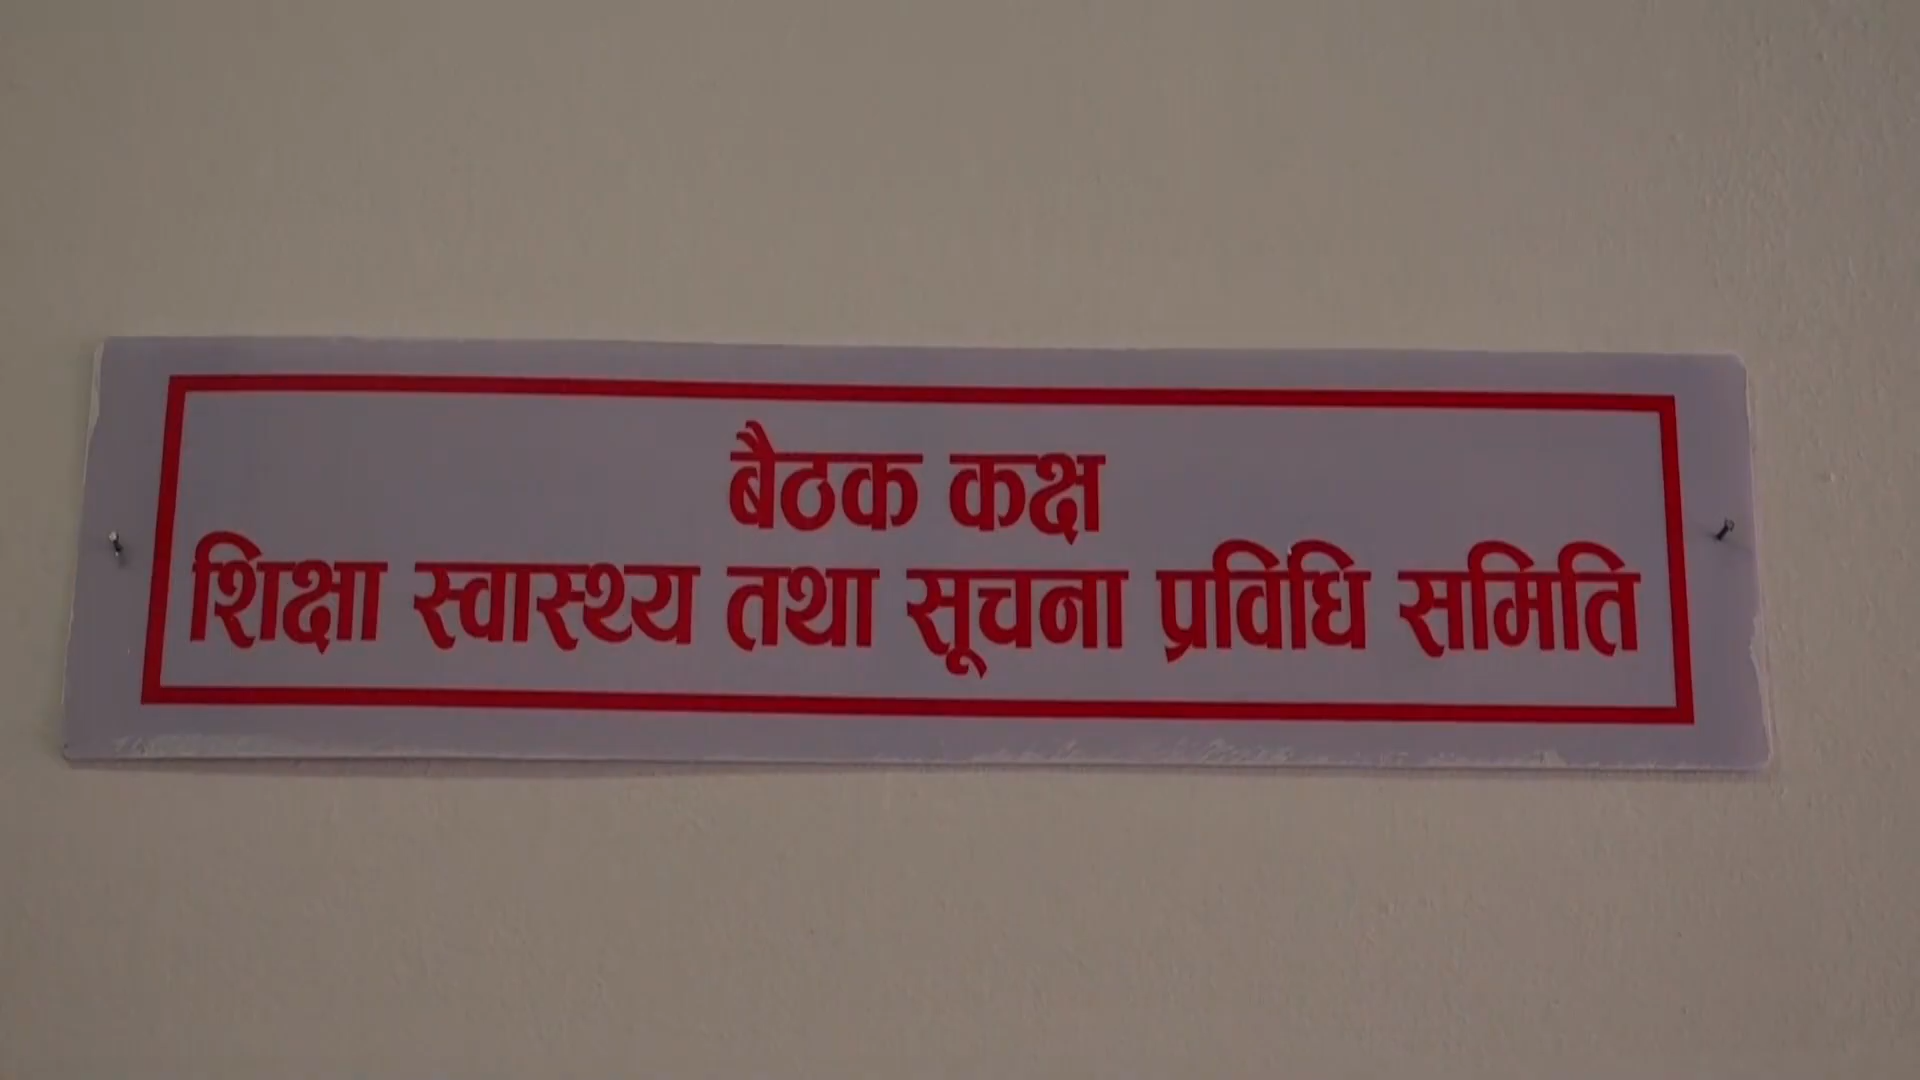 बैठक कक्ष
शिक्षा स्वास्थ्य तथा सूचना प्रविधि समिति